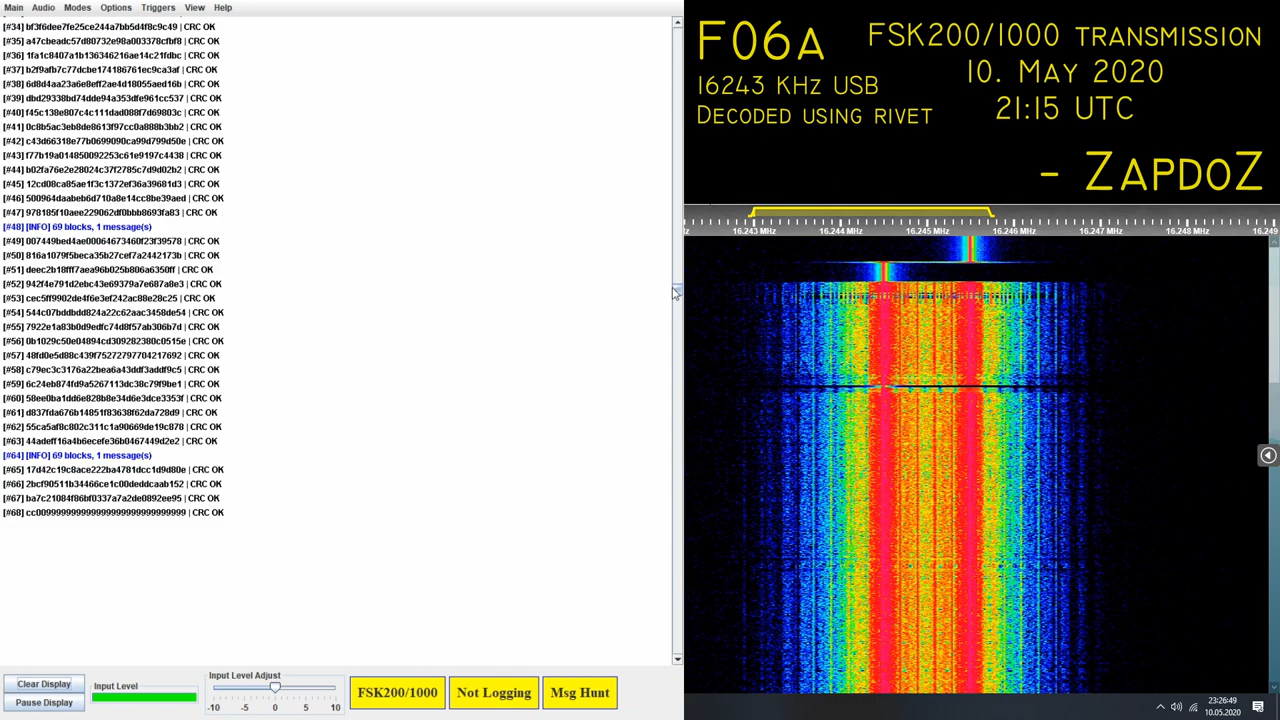 Main Audio Modes Options Triggers View Help
[#34] bf3f6dee7fe25ce244a7bb5d4f8c9c49 | CRC OK
[#35] a47cbeadc57d80732e98a003378cfbf8 | CRC OK
[#36] 1fa1c8407a1b136346216ae14c21fdbc | CRC OK
[#37] b2f9afb7c77dcbe174186761ec9ca3af | CRC OK
[#38] 6d8d4aa23a6e8eff2ae4d18055aed16b | CRC OK
[#39] dbd29338bd74dde94a353dfe961cc537 | CRC OK
[#40] f45c138e807c4c111dad088f7d69803c | CRC OK
[#41] 0c8b5ac3eb8de8613f97cc0a888b3bb2 | CRC OK
[#42] c43d66318e77b0699090ca99d799d50e | CRC OK
[#43] f77b19a014850092253c61e9197c4438 | CRC OK
[#44] b02fa76e2e28024c37f2785c7d9d02b2 | CRC OK
[#45] 12cd08ca85ae1f3c1372ef36a39681d3 | CRC OK
[#46] 500964daabeb6d710a8e14cc8be39aed | CRC OK
[#47] 978185f10aee229062df0bbb8693fa83 | CRC OK
[#48] [INFO] 69 blocks, 1 message(s)
[#49] 007449bed4ae00064673460f23f39578 | CRC OK
[#50] 816a1079f5beca35b27cef7a2442173b | CRC OK
[#51] deec2b18fff7aea96b025b806a6350ff | CRC OK
[#52] 942f4e791d2ebc43e69379a7e687a8e3 | CRC OK
[#53] cec5ff9902de4f6e3ef242ac88e28c25 | CRC OK
[#54] 544c07bddbdd824a22c62aac3458de54 | CRC OK
[#55] 7922e1a83b0d9edfc74d8f57ab306b7d | CRC OK
[#56] 0b1029c50e04894cd309282380c0515e | CRC OK
[#57] 48fd0e5d88c439f75272797704217692 | CRC OK
[#58] c79ec3c3176a22bea6a43ddf3addf9c5 | CRC OK
[#59] 6c24eb874fd9a5267113dc38c79f9be1 | CRC OK
[#60] 58ee0ba1dd6e828b8e34d6e3dce3353f | CRC OK
[#61] d837fda676b14851f83638f62da728d9 | CRC OK
[#62] 55ca5af8c802c311c1a90669de19c878 | CRC OK
[#63] 44adeff16a4b6ecefe36b0467449d2e2 | CRC OK
[#64] [INFO] 69 blocks, 1 message(s)
[#65] 17d42c19c8ace222ba4781dcc1d9d80e | CRC OK
[#66] 2bcf90511b34466ce1c00deddcaab152 | CRC OK
[#67] ba7c21084f86bf0337a7a2de0892ee95 | CRC OK
[#68] cc009999999999999999999999999999 | CRC OK
Clear Display
Pause Display
Input Level
Input Level Adjust
-10 -5 0 5 10
FSK200/1000
Not Logging
Msg Hunt
F06A
16243 KHz USB
Decoded using rivet
FSK200/1000 transmission
10. May 2020
21:15 UTC
- ZapdoZ
z 16.243 MHz 16.244 MHz 16.245 MHz 16.246 MHz 16.247 MHz 16.248 MHz 16.249
23:26:49
10.05.2020